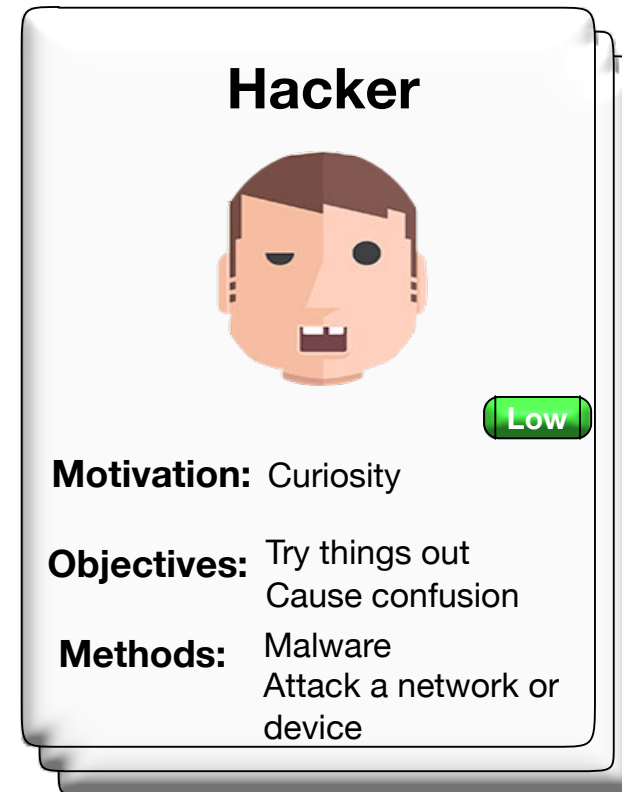 Hacker
Low
Motivation: Curiosity
Objectives: Try things out
Cause confusion
Methods: Malware
Attack a network or
device